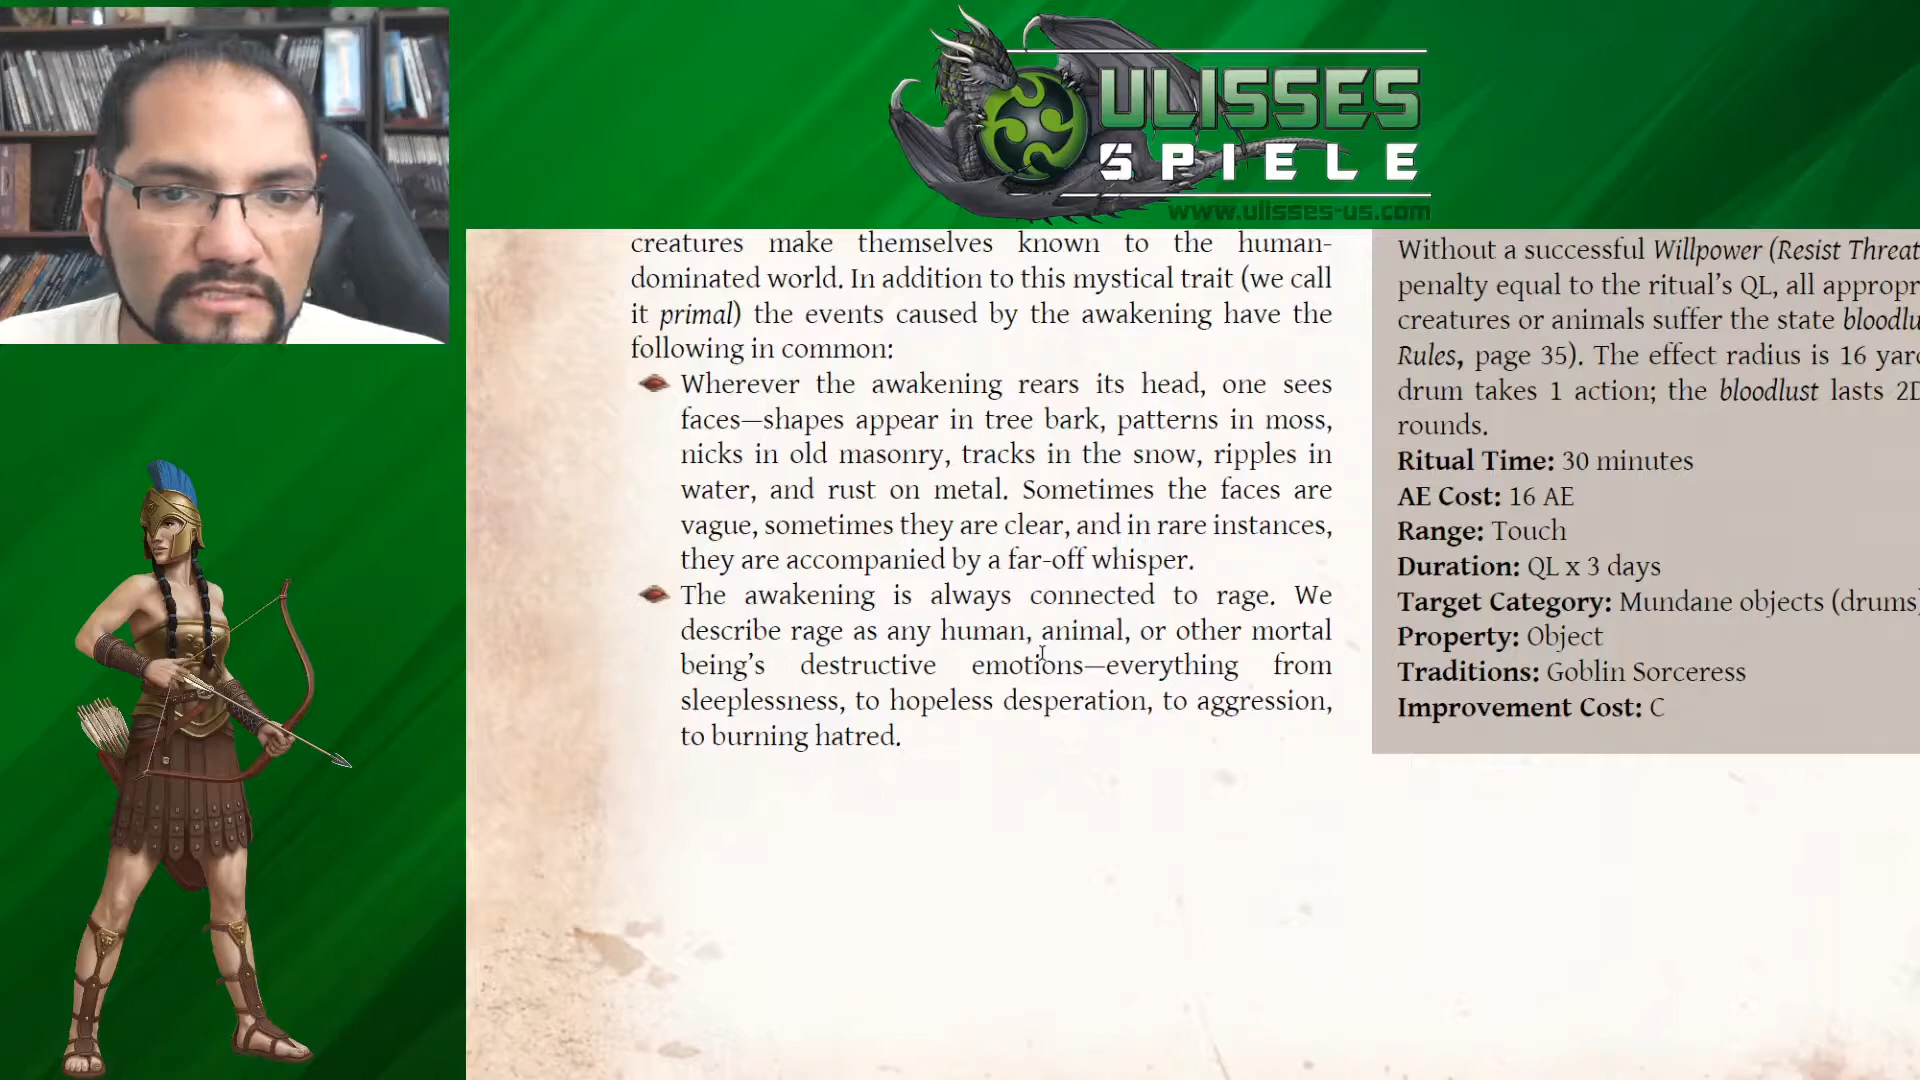 ULISSES
SPIELE
www.ulisses-us.com
creatures make themselves known to the human-
dominated world. In addition to this mystical trait (we call
it primal) the events caused by the awakening have the
following in common:
Wherever the awakening rears its head, one sees
faces—shapes appear in tree bark, patterns in moss,
nicks in old masonry, tracks in the snow, ripples in
water, and rust on metal. Sometimes the faces are
vague, sometimes they are clear, and in rare instances,
they are accompanied by a far-off whisper.
The awakening is always connected to rage. We
describe rage as any human, animal, or other mortal
being's destructive emotions—everything from
sleeplessness, to hopeless desperation, to aggression,
to burning hatred.
Without a successful Willpower (Resist Threat
penalty equal to the ritual's QL, all appropr
creatures or animals suffer the state bloodlu
Rules, page 35). The effect radius is 16 yar
drum takes 1 action; the bloodlust lasts 2D
rounds.
Ritual Time: 30 minutes
AE Cost: 16 AE
Range: Touch
Duration: QL x 3 days
Target Category: Mundane objects (drums)
Property: Object
Traditions: Goblin Sorceress
Improvement Cost: C